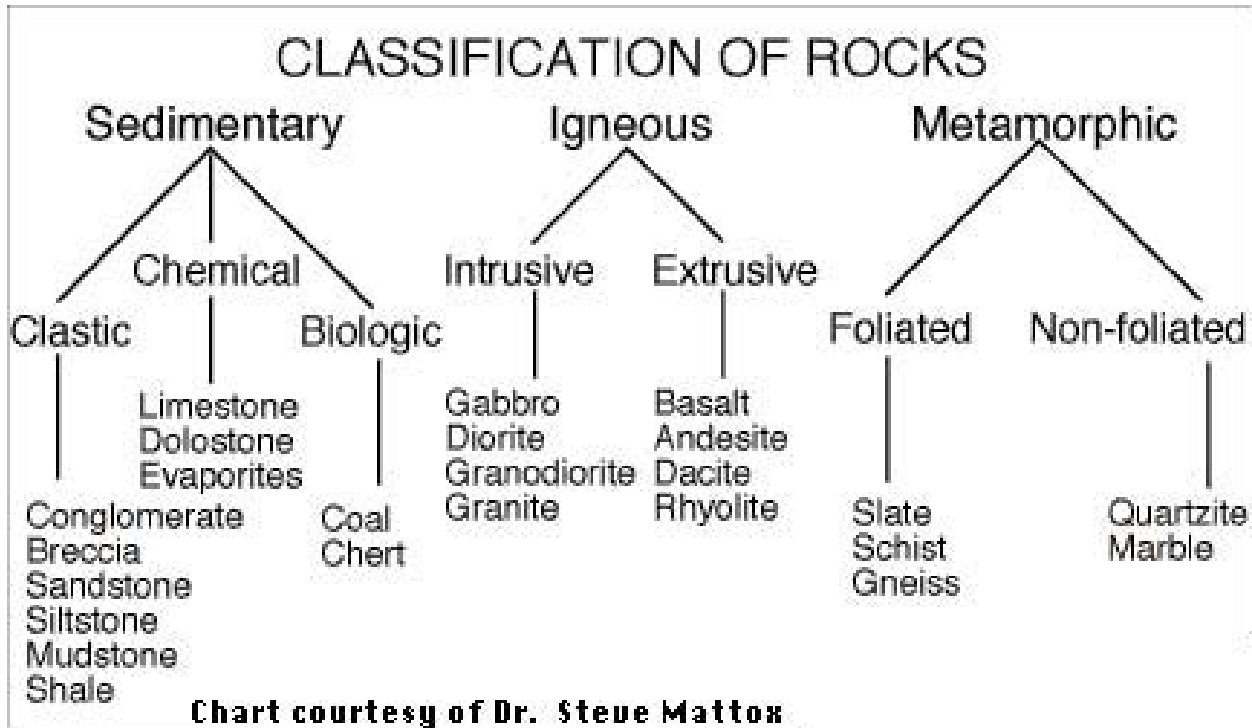 CLASSIFICATION OF ROCKS
Sedimentary Igneous Metamorphic
Chemical Intrusive Extrusive
Clastic Biologic Foliated Non-foliated
Limestone
Dolostone
Evaporites
Gabbro
Diorite
Granodiorite
Granite
Basalt
Andesite
Dacite
Rhyolite
Conglomerate
Breccia
Sandstone
Siltstone
Mudstone
Shale
Coal
Chert
Slate
Schist
Gneiss
Quartzite
Marble
Chart courtesy of Dr. Steve Mattox